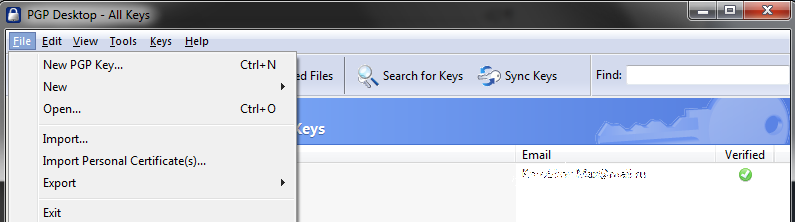 PGP Desktop - All Keys
File Edit View Tools Keys Help
New PGP Key... Ctrl+N
New
Open... Ctrl+O
Import...
Import Personal Certificate(s)...
Export
Exit
ed Files Search for Keys Sync Keys Find:
Keys
Email Verified